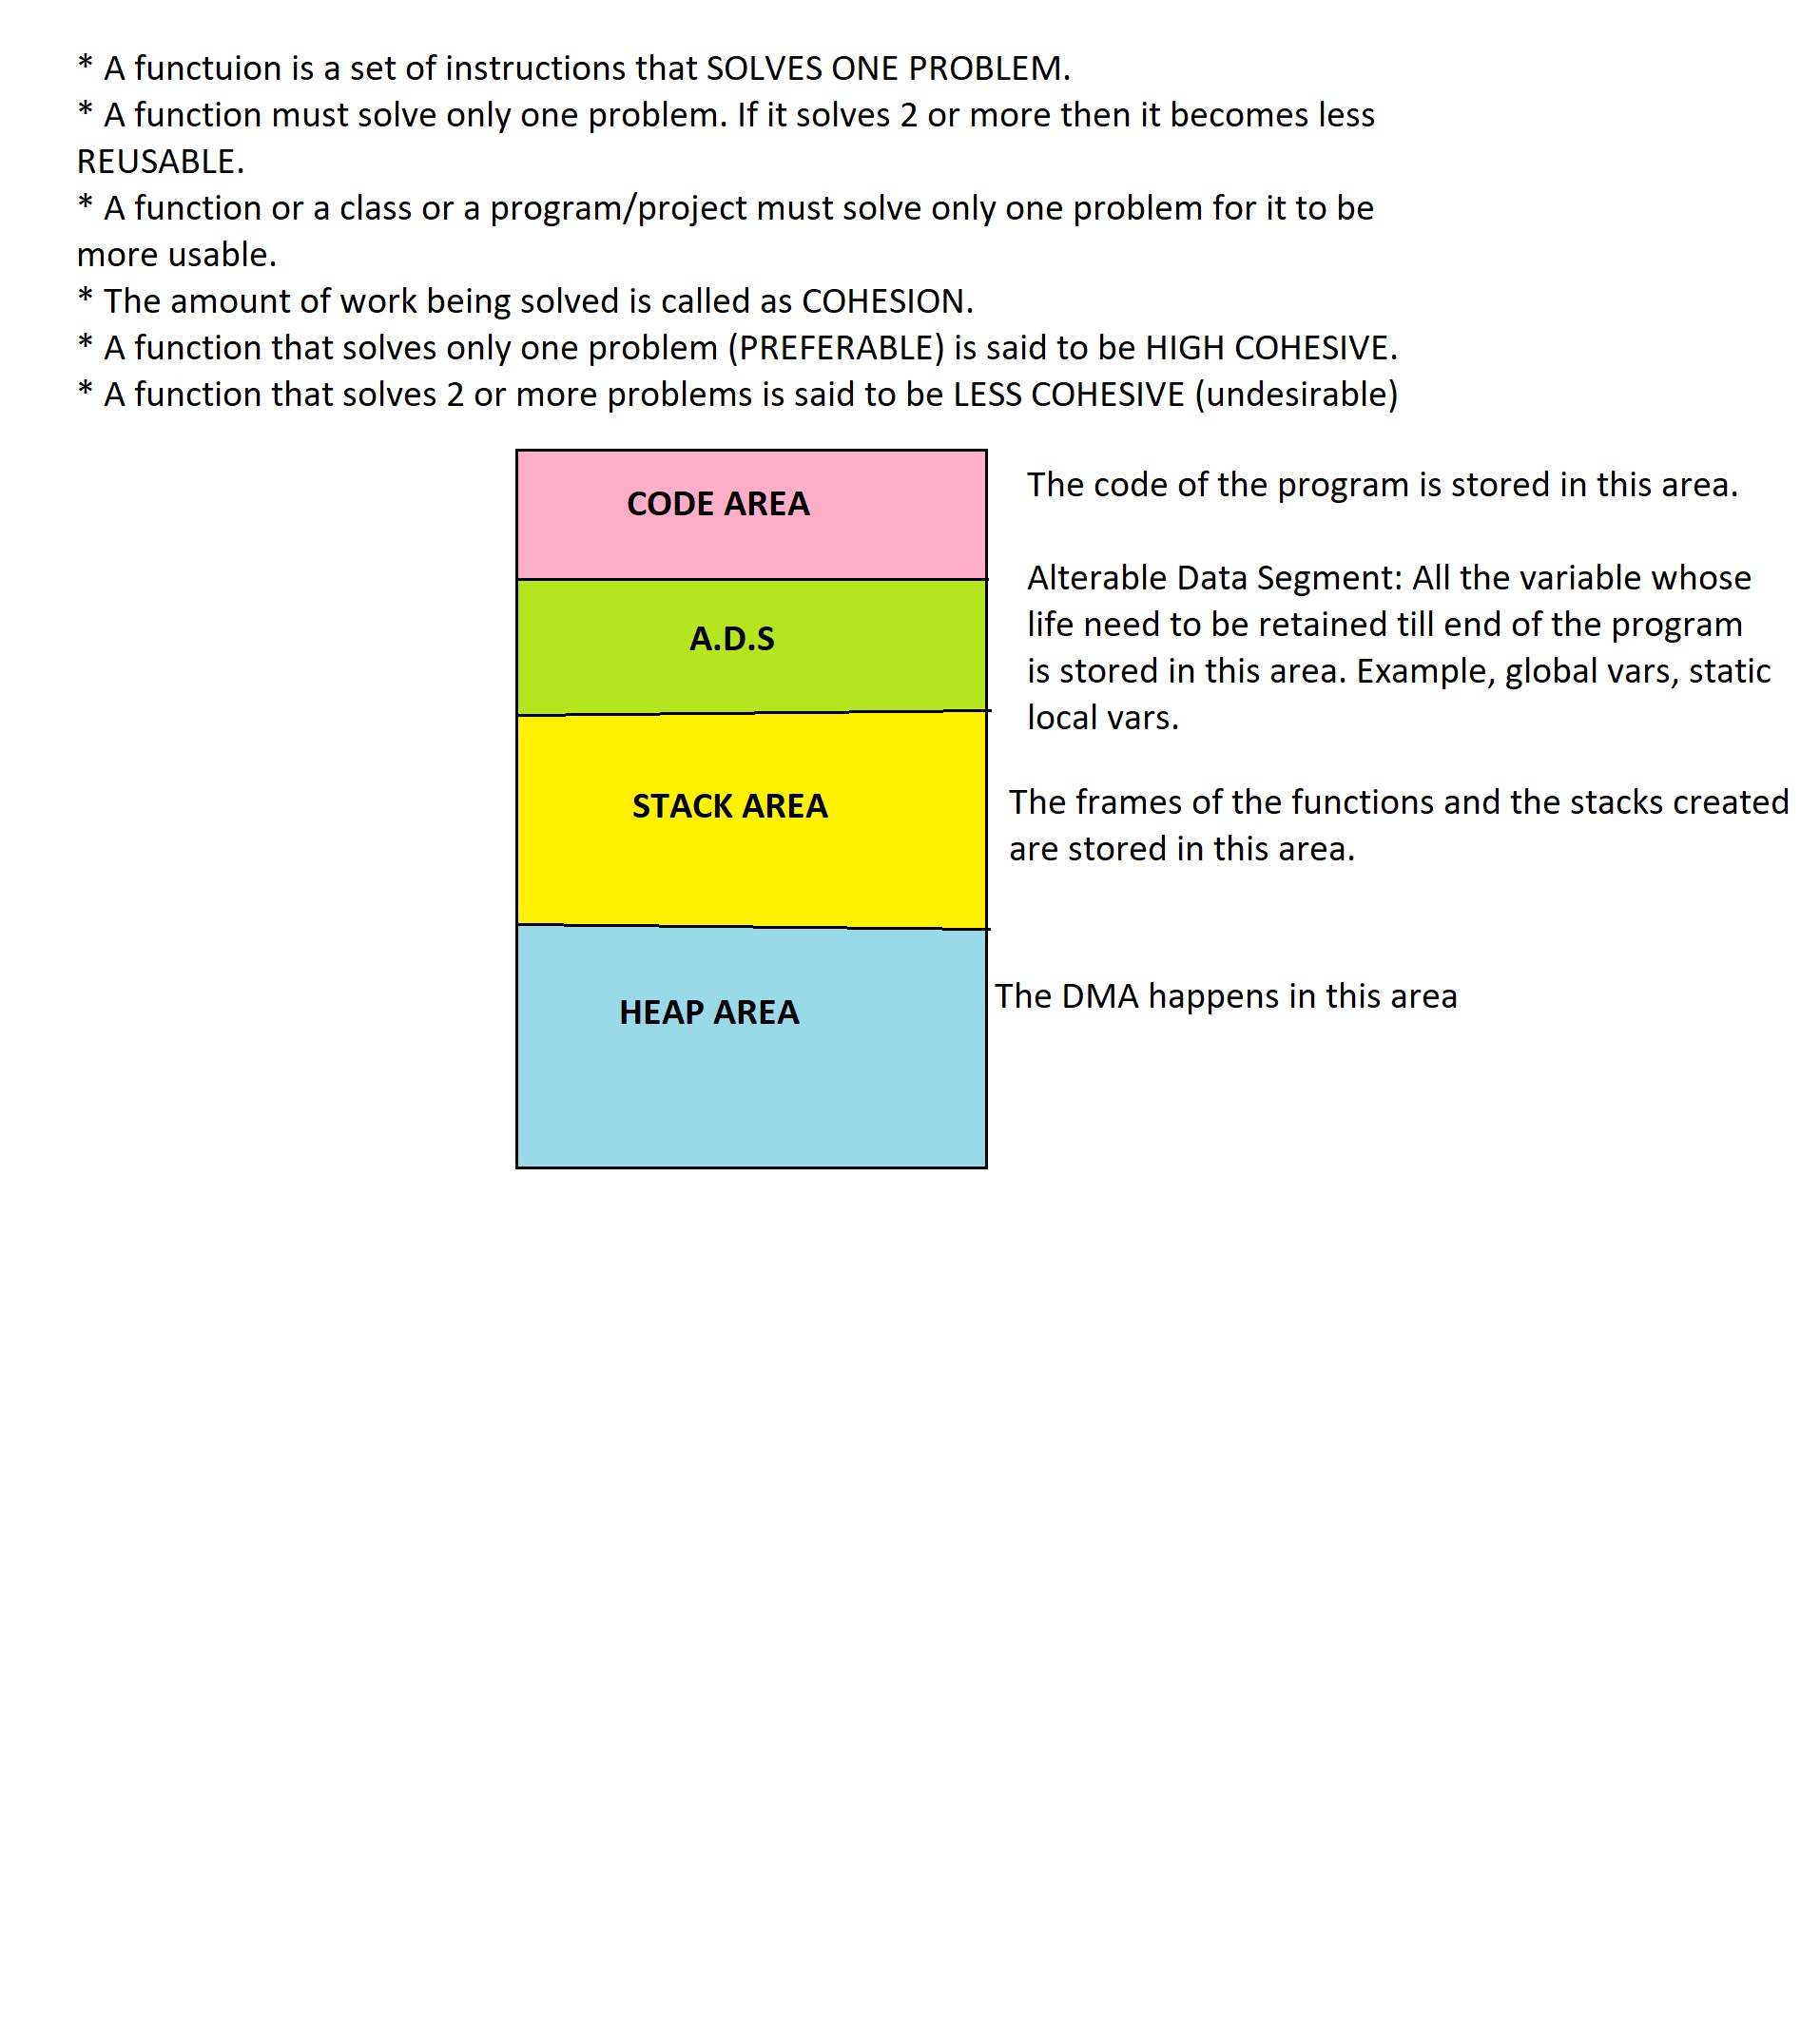 * A functuion is a set of instructions that SOLVES ONE PROBLEM.
* A function must solve only one problem. If it solves 2 or more then it becomes less
REUSABLE.
* A function or a class or a program/project must solve only one problem for it to be
more usable.
* The amount of work being solved is called as COHESION.
* A function that solves only one problem (PREFERABLE) is said to be HIGH COHESIVE.
* A function that solves 2 or more problems is said to be LESS COHESIVE (undesirable)
CODE AREA
The code of the program is stored in this area.
A.D.S
Alterable Data Segment: All the variable whose
life need to be retained till end of the program
is stored in this area. Example, global vars, static
local vars.
STACK AREA
The frames of the functions and the stacks created
are stored in this area.
HEAP AREA
The DMA happens in this area